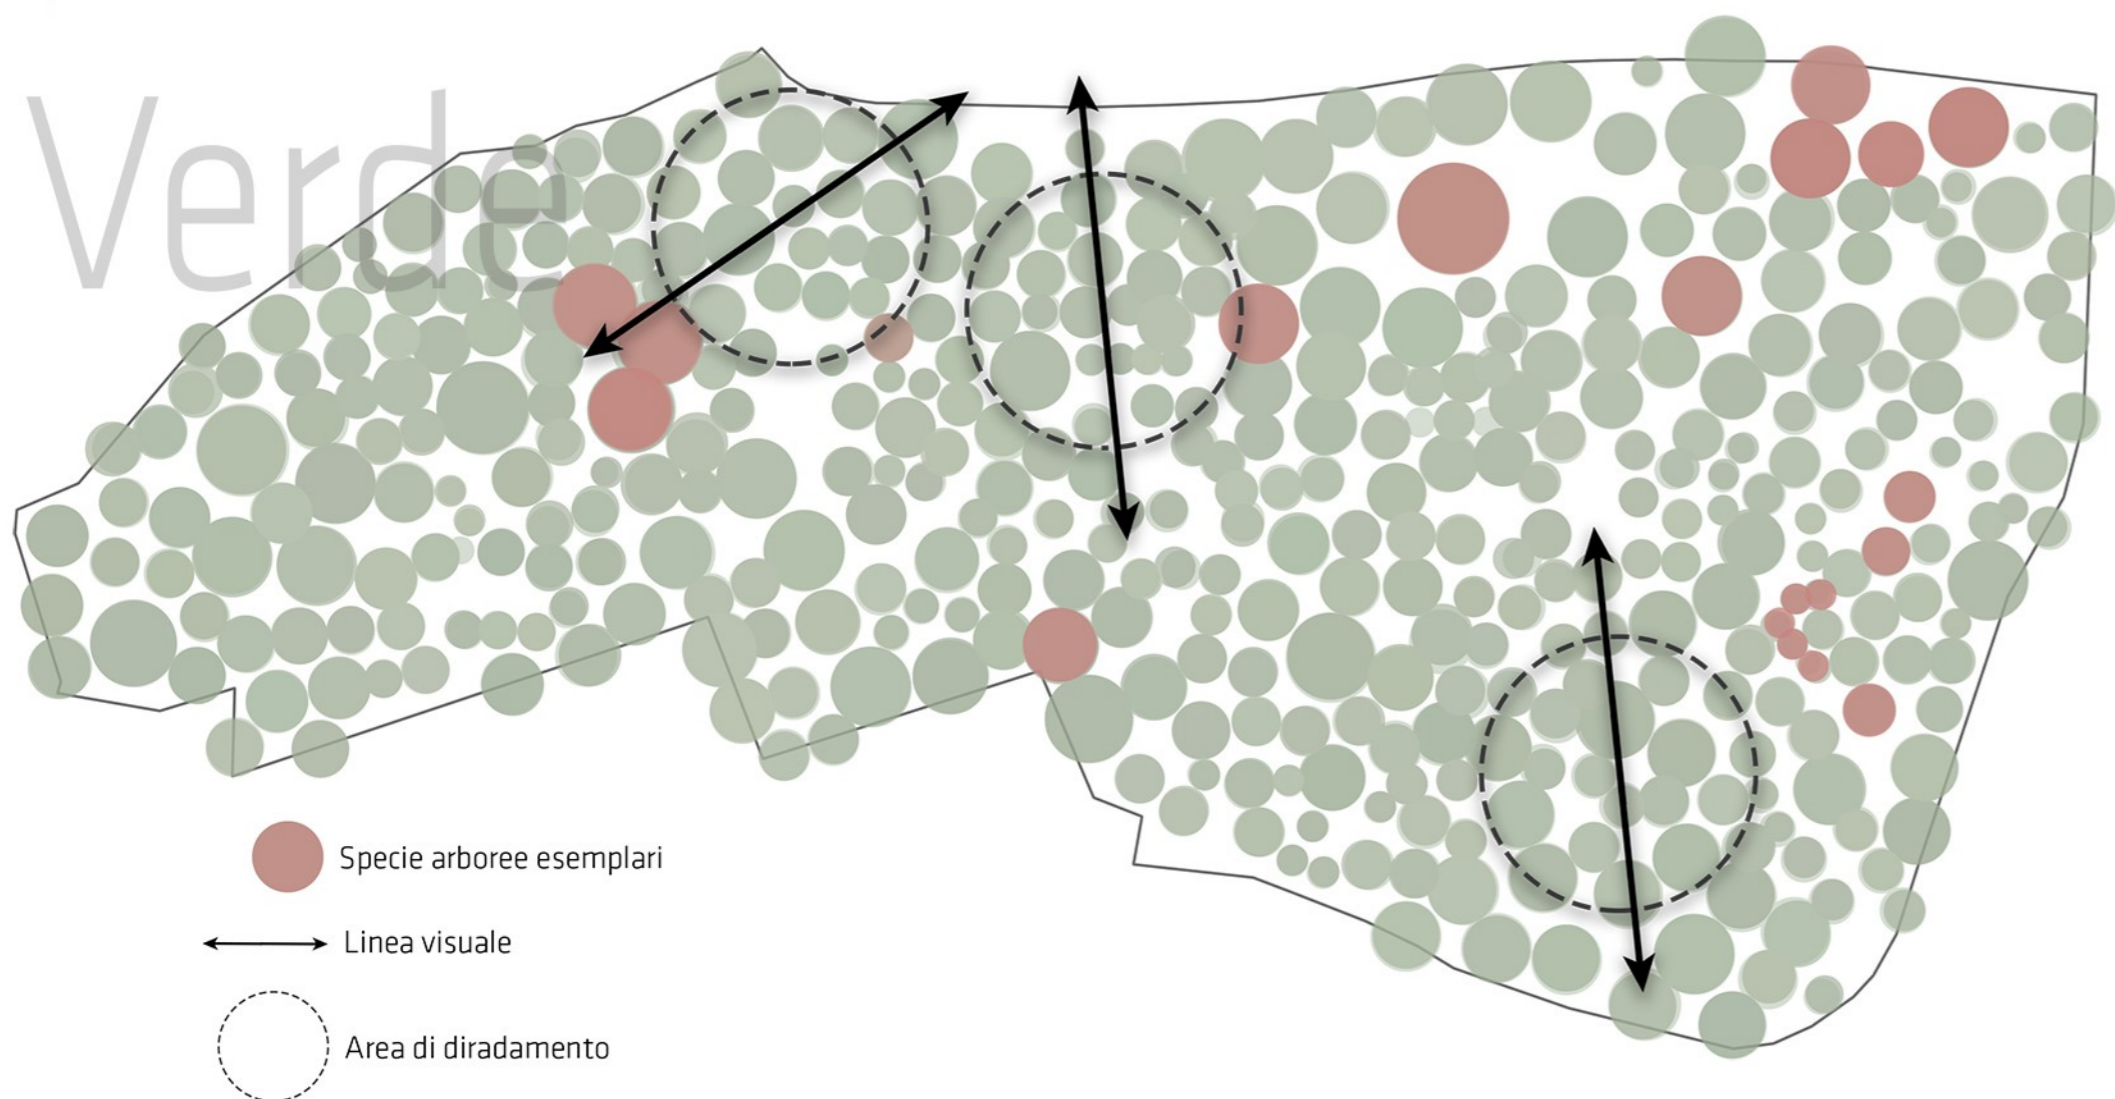 Verde
Specie arboree esemplari
Linea visuale
Area di diradamento